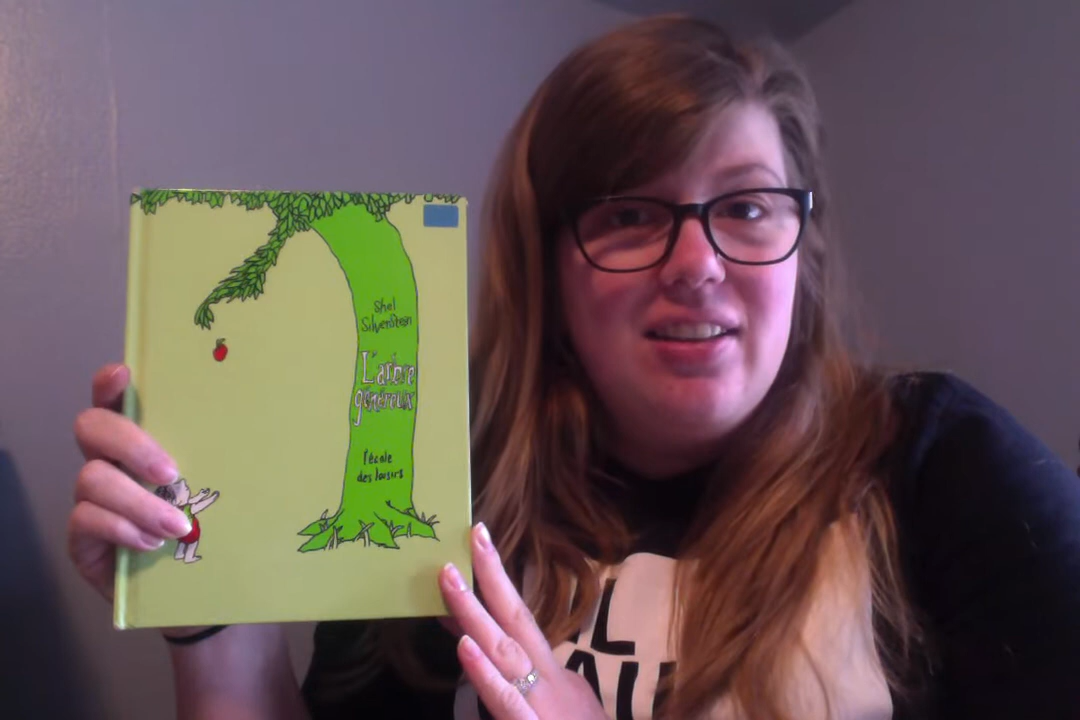 Shel
Silverstein
L'arbre
généreux
l'école
des loisirs